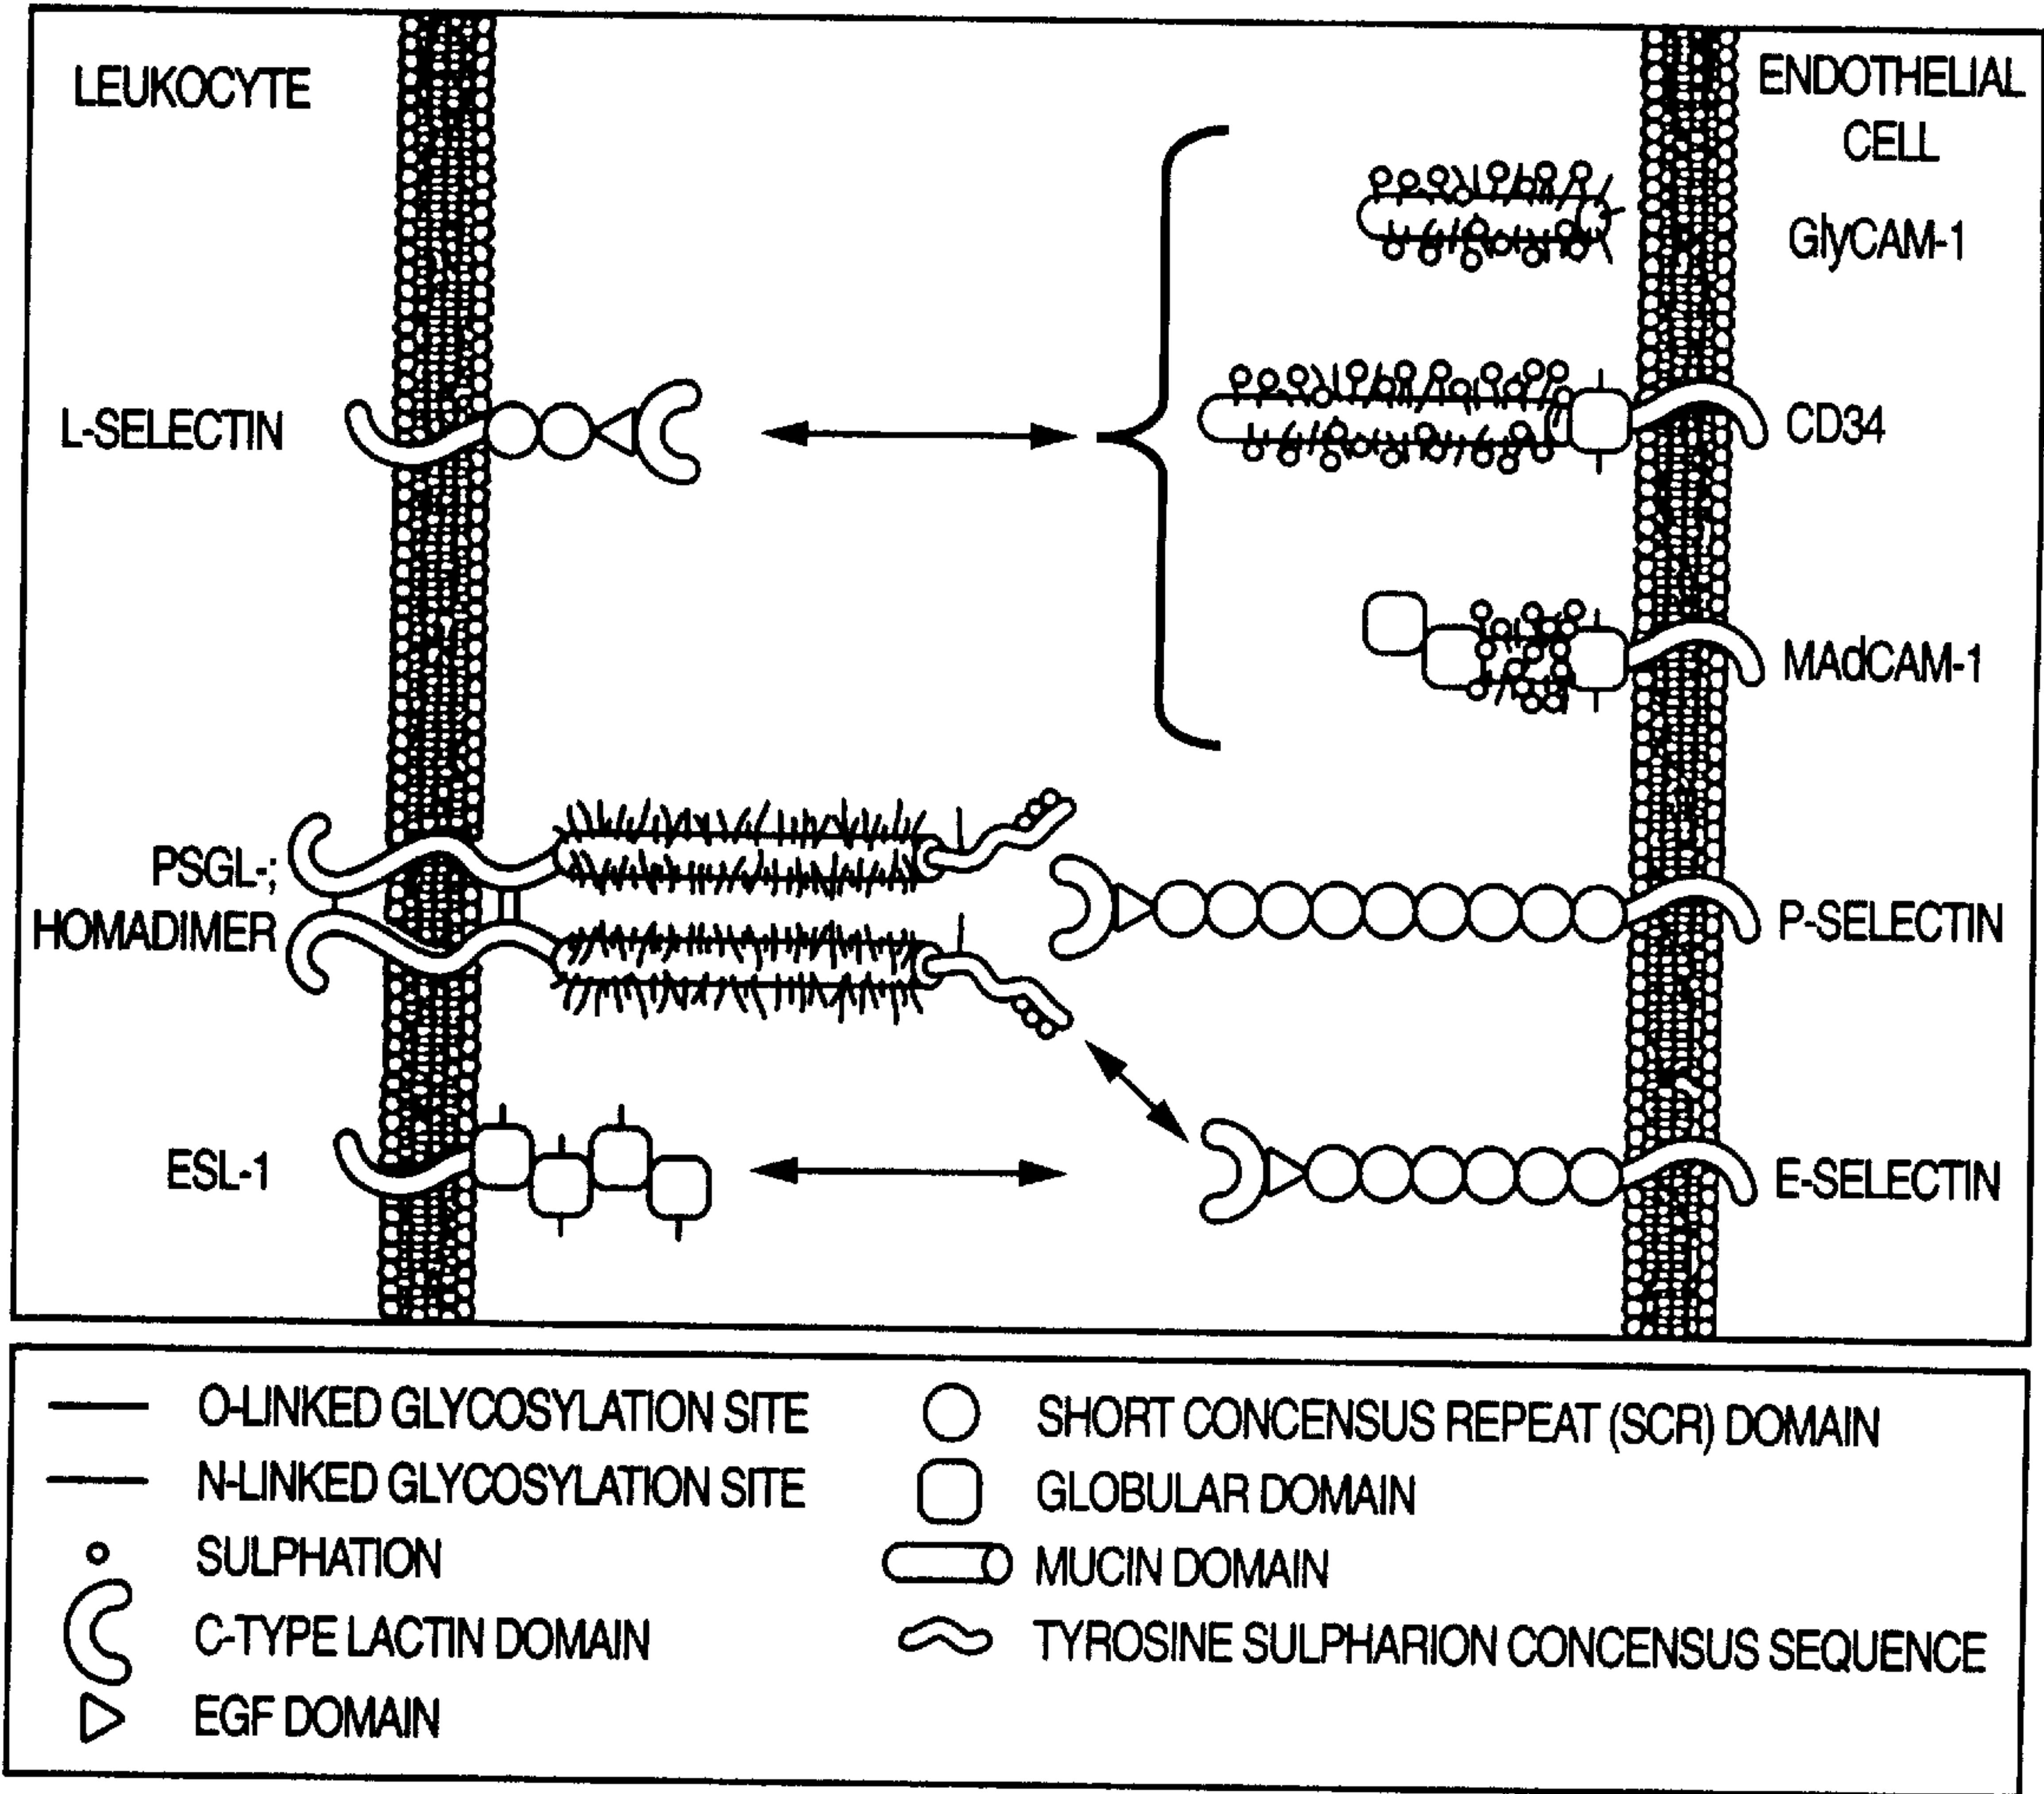 LEUKOCYTE
ENDOTHELIAL
CELL
GlyCAM-1
L-SELECTIN
CD34
MAdCAM-1
PSGL-;
HOMADIMER
P-SELECTIN
ESL-1
E-SELECTIN
O-LINKED GLYCOSYLATION SITE
N-LINKED GLYCOSYLATION SITE
SULPHATION
C-TYPE LACTIN DOMAIN
EGF DOMAIN
SHORT CONCENSUS REPEAT (SCR) DOMAIN
GLOBULAR DOMAIN
MUCIN DOMAIN
TYROSINE SULPHARION CONCENSUS SEQUENCE